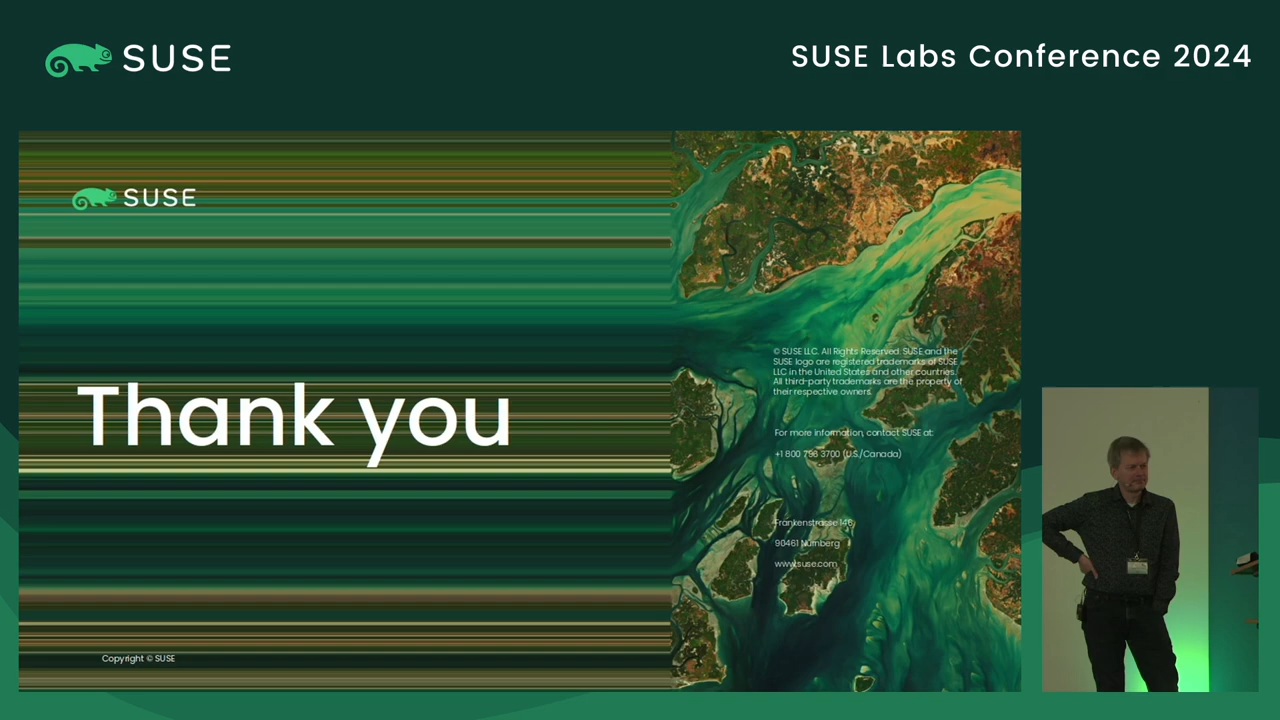 SUSE
SUSE Labs Conference 2024
SUSE
Thank you
Copyright © SUSE
© SUSE LLC. All Rights Reserved. SUSE and the
SUSE logo are registered trademarks of SUSE
LLC in the United States and other countries.
All third-party trademarks are the property of
their respective owners.
For more information, contact SUSE at:
+1 800 796 3700 (U.S./Canada)
Frankenstrasse 146
90461 Nürnberg
www.suse.com